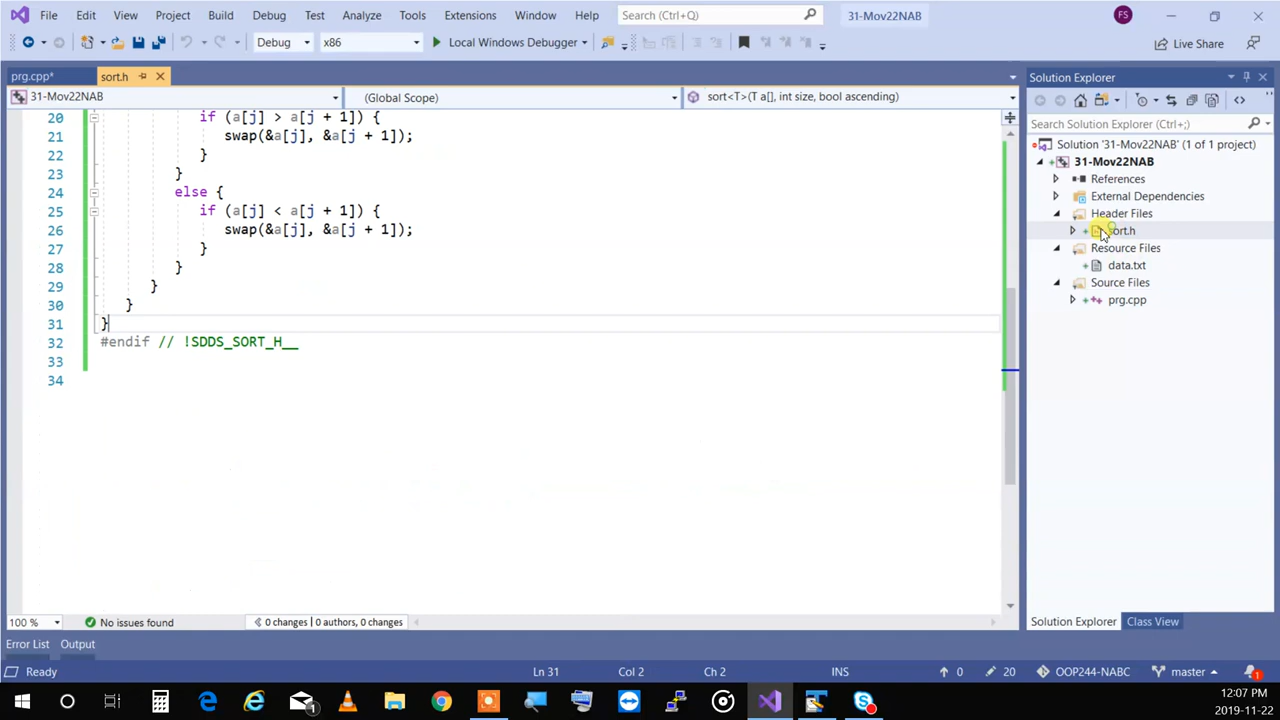 File Edit View Project Build Debug Test Analyze Tools Extensions Window Help Search (Ctrl+Q) 31-Mov22NAB FS
Debug x86 Local Windows Debugger Live Share
prg.cpp* sort.h
31-Mov22NAB (Global Scope) sort<T>(T a[], int size, bool ascending)
20 if (a[j] > a[j + 1]) {
21 swap(&a[j], &a[j + 1]);
22 }
23 }
24 else {
25 if (a[j] < a[j + 1]) {
26 swap(&a[j], &a[j + 1]);
27 }
28 }
29 }
30 }
31 }
32 #endif // !SDDS_SORT_H__
33
34
100 % No issues found 0 changes | 0 authors, 0 changes
Solution Explorer
Search Solution Explorer (Ctrl+;)
Solution '31-Mov22NAB' (1 of 1 project)
31-Mov22NAB
References
External Dependencies
Header Files
sort.h
Resource Files
data.txt
Source Files
prg.cpp
Solution Explorer Class View
Error List Output
Ready Ln 31 Col 2 Ch 2 INS 0 20 OOP244-NABC master 1
1
12:07 PM
2019-11-22